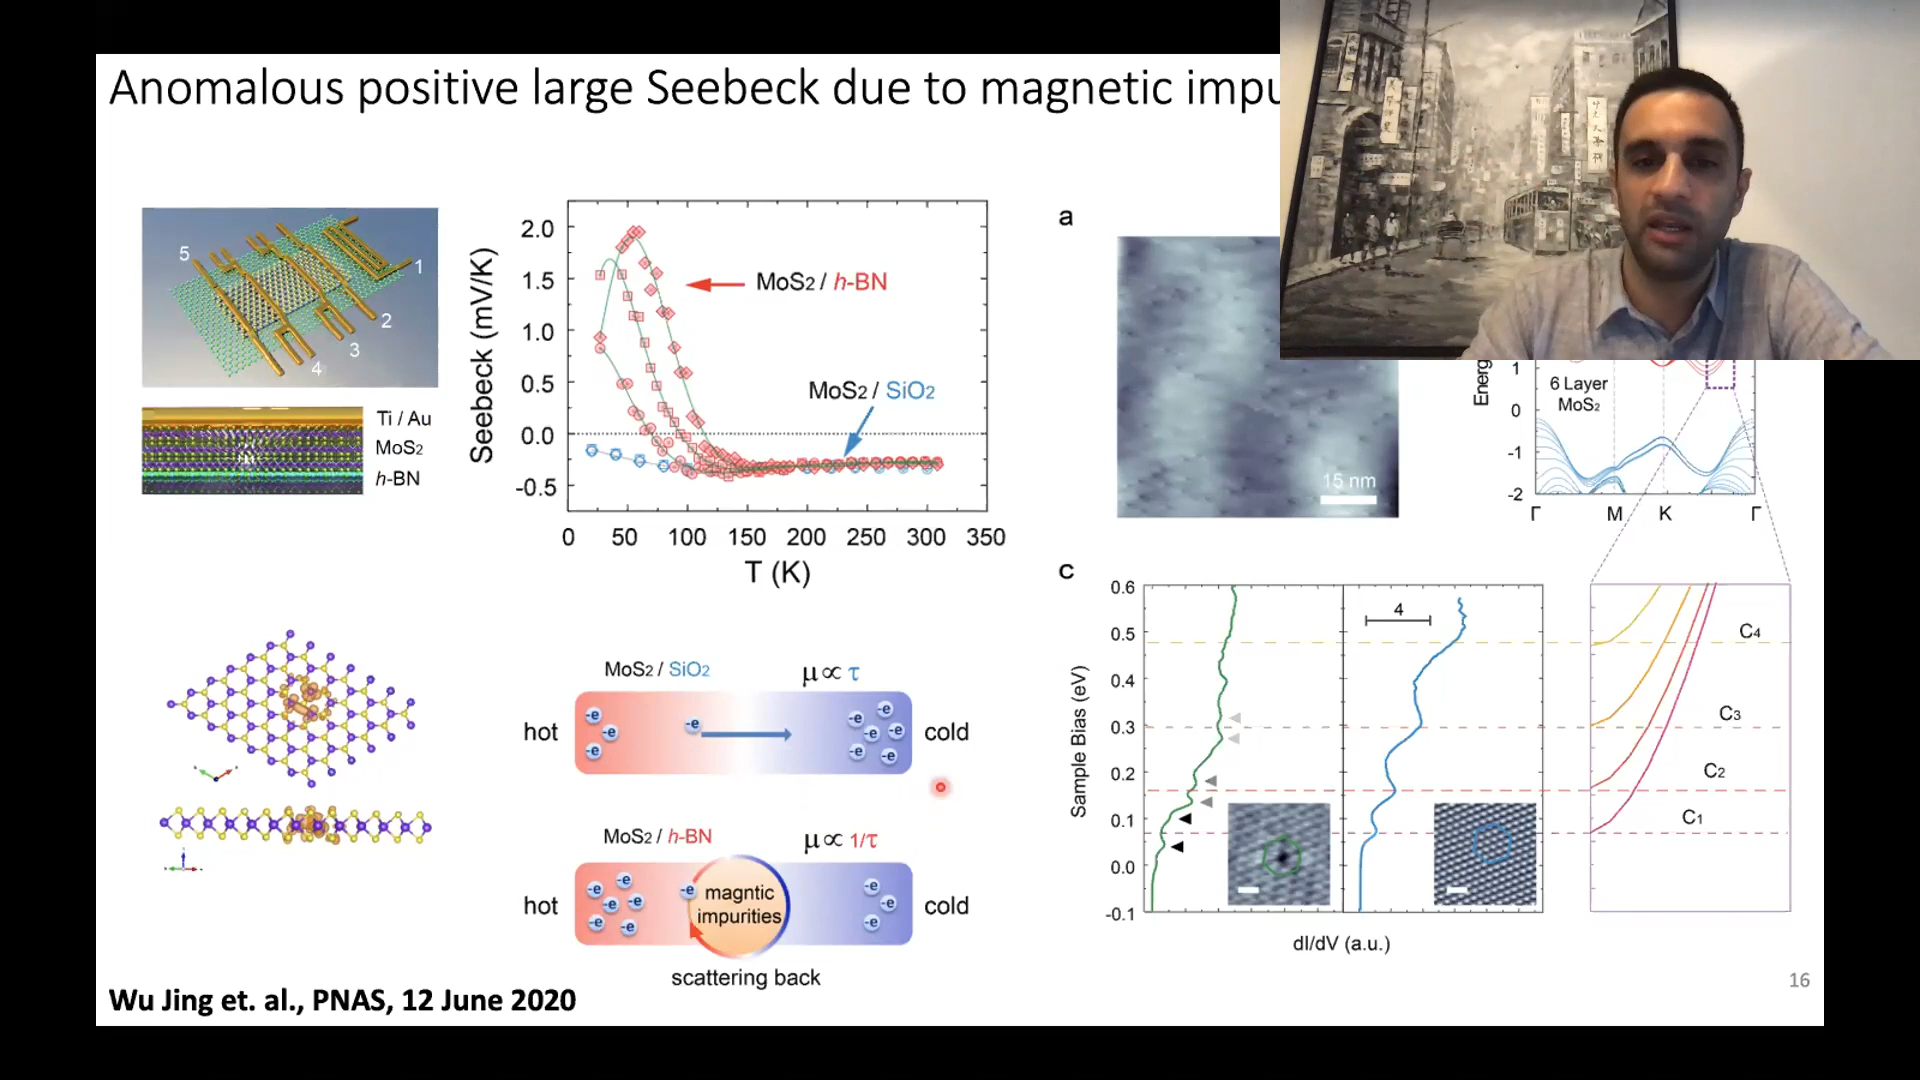 Anomalous positive large Seebeck due to magnetic impu
5
1
2
3
4
Ti / Au
MoS2
h-BN
Seebeck (mV/K)
2.0
1.5
1.0
0.5
0.0
-0.5
MoS2 / h-BN
MoS2 / SiO2
0 50 100 150 200 250 300 350
T (K)
a
15 nm
Energ
1
0
-1
-2
6 Layer
MoS2
Γ M K Γ
MoS2 / SiO2
μ ∝ τ
hot
-e -e -e -e -e -e -e -e -e
cold
MoS2 / h-BN
μ ∝ 1/τ
hot
-e -e -e -e -e -e -e -e -e -e
magntic
impurities
cold
scattering back
c
Sample Bias (eV)
0.6
0.5
0.4
0.3
0.2
0.1
0.0
-0.1
4
C4
C3
C2
C1
dI/dV (a.u.)
Wu Jing et. al., PNAS, 12 June 2020
16